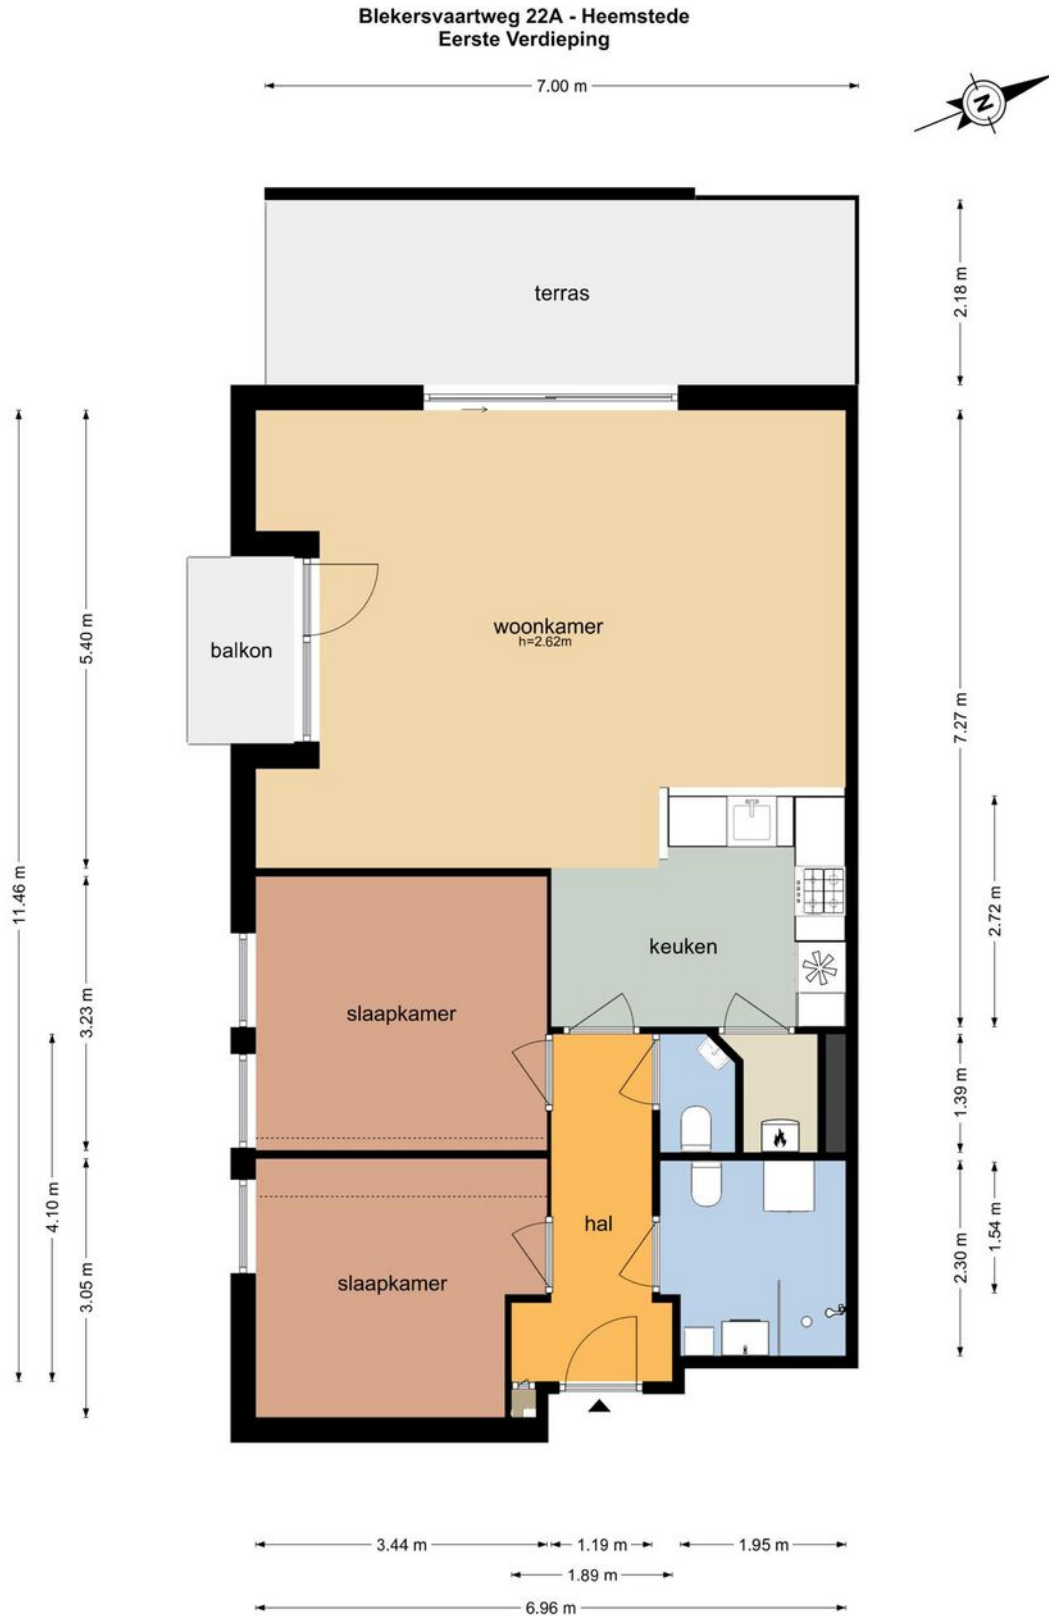 Blekersvaartweg 22A - Heemstede
Eerste Verdieping
7.00 m
N
terras
2.18 m
woonkamer
h=2.62m
balkon
5.40 m
7.27 m
11.46 m
2.72 m
keuken
slaapkamer
3.23 m
1.39 m
4.10 m
hal
1.54 m
2.30 m
slaapkamer
3.05 m
3.44 m
1.19 m
1.95 m
1.89 m
6.96 m